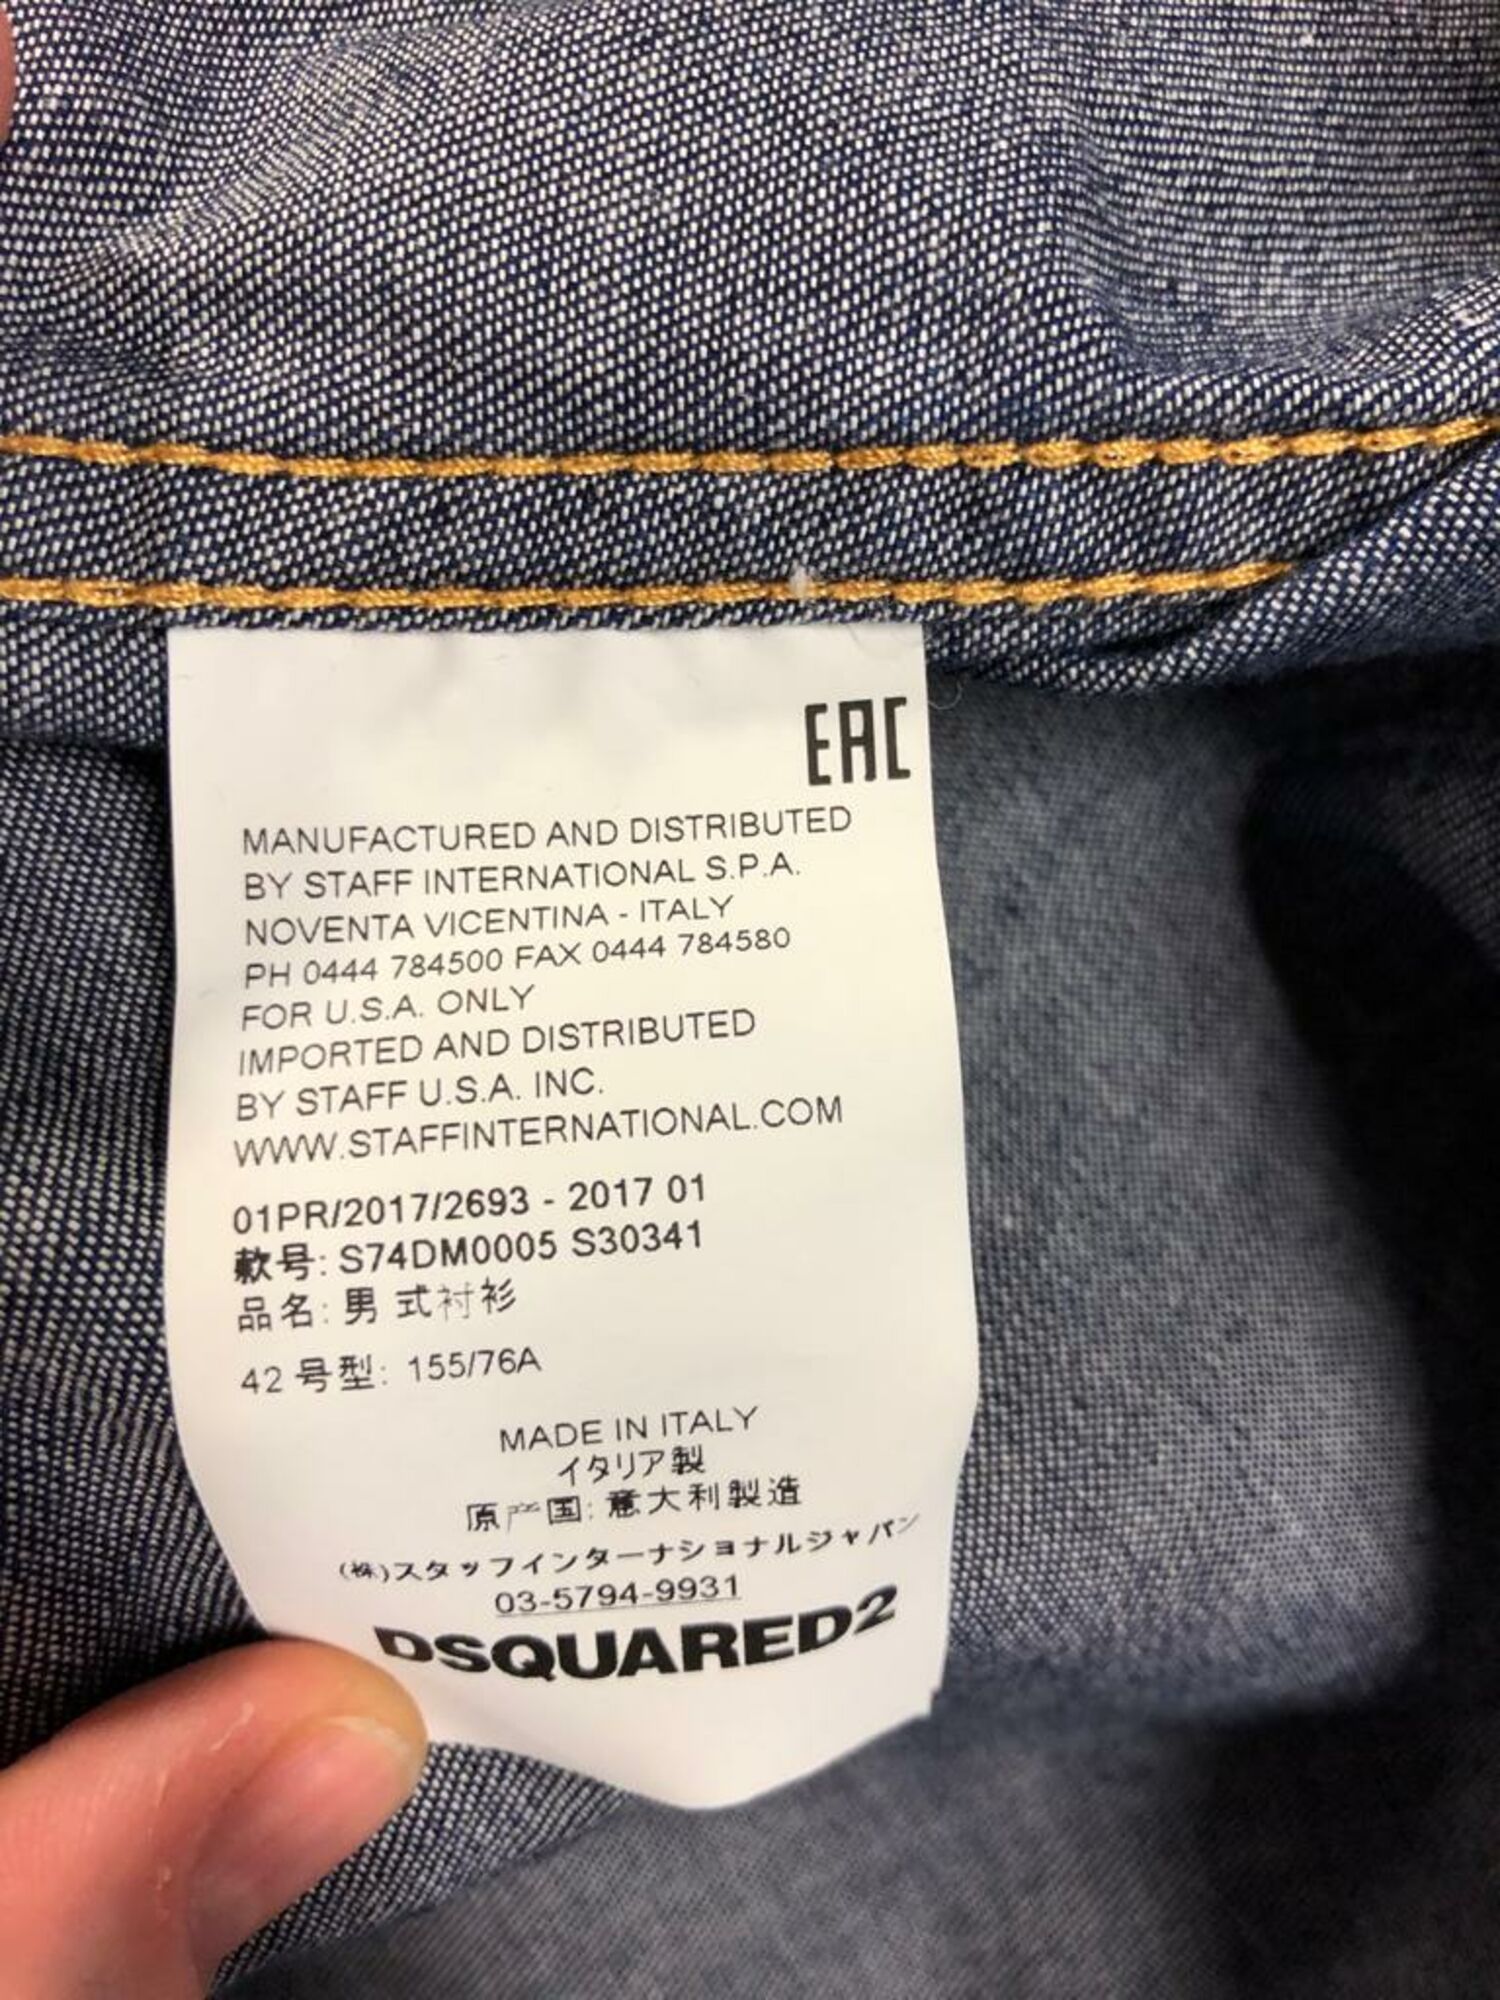 EAC
MANUFACTURED AND DISTRIBUTED
BY STAFF INTERNATIONAL S.P.A.
NOVENTA VICENTINA - ITALY
PH 0444 784500 FAX 0444 784580
FOR U.S.A. ONLY
IMPORTED AND DISTRIBUTED
BY STAFF U.S.A. INC.
WWW.STAFFINTERNATIONAL.COM
01PR/2017/2693 - 2017 01
款号: S74DM0005 S30341
品名: 男 式衬衫
42 号型: 155/76A
MADE IN ITALY
イタリア製
原产国: 意大利製造
(株)スタッフインターナショナルジャパン
03-5794-9931
DSQUARED2